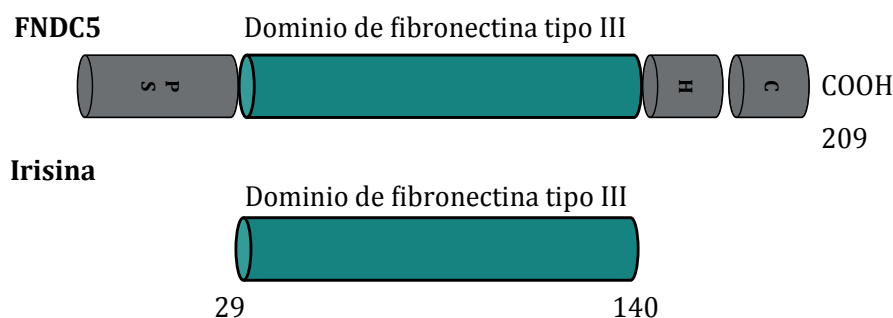 FNDC5 Dominio de fibronectina tipo III
PS H C COOH
209
Irisina
Dominio de fibronectina tipo III
29 140